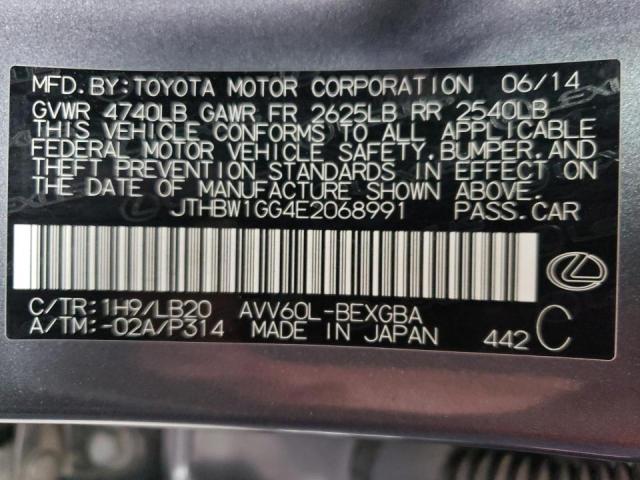 MFD. BY: TOYOTA MOTOR CORPORATION 06/14
GVWR 4740LB GAWR FR 2625LB RR 2540LB
THIS VEHICLE CONFORMS TO ALL APPLICABLE
FEDERAL MOTOR VEHICLE SAFETY, BUMPER, AND
THEFT PREVENTION STANDARDS IN EFFECT ON
THE DATE OF MANUFACTURE SHOWN ABOVE.
JTHBW1GG4E2068991 PASS. CAR
C/TR: 1H9/LB20 AVV60L-BEXGBA
A/TM: -02A/P314 MADE IN JAPAN 442 C